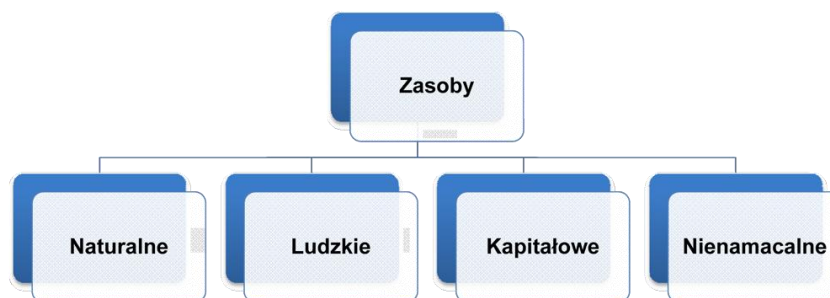 Zasoby
Naturalne
Ludzkie
Kapitałowe
Nienamacalne